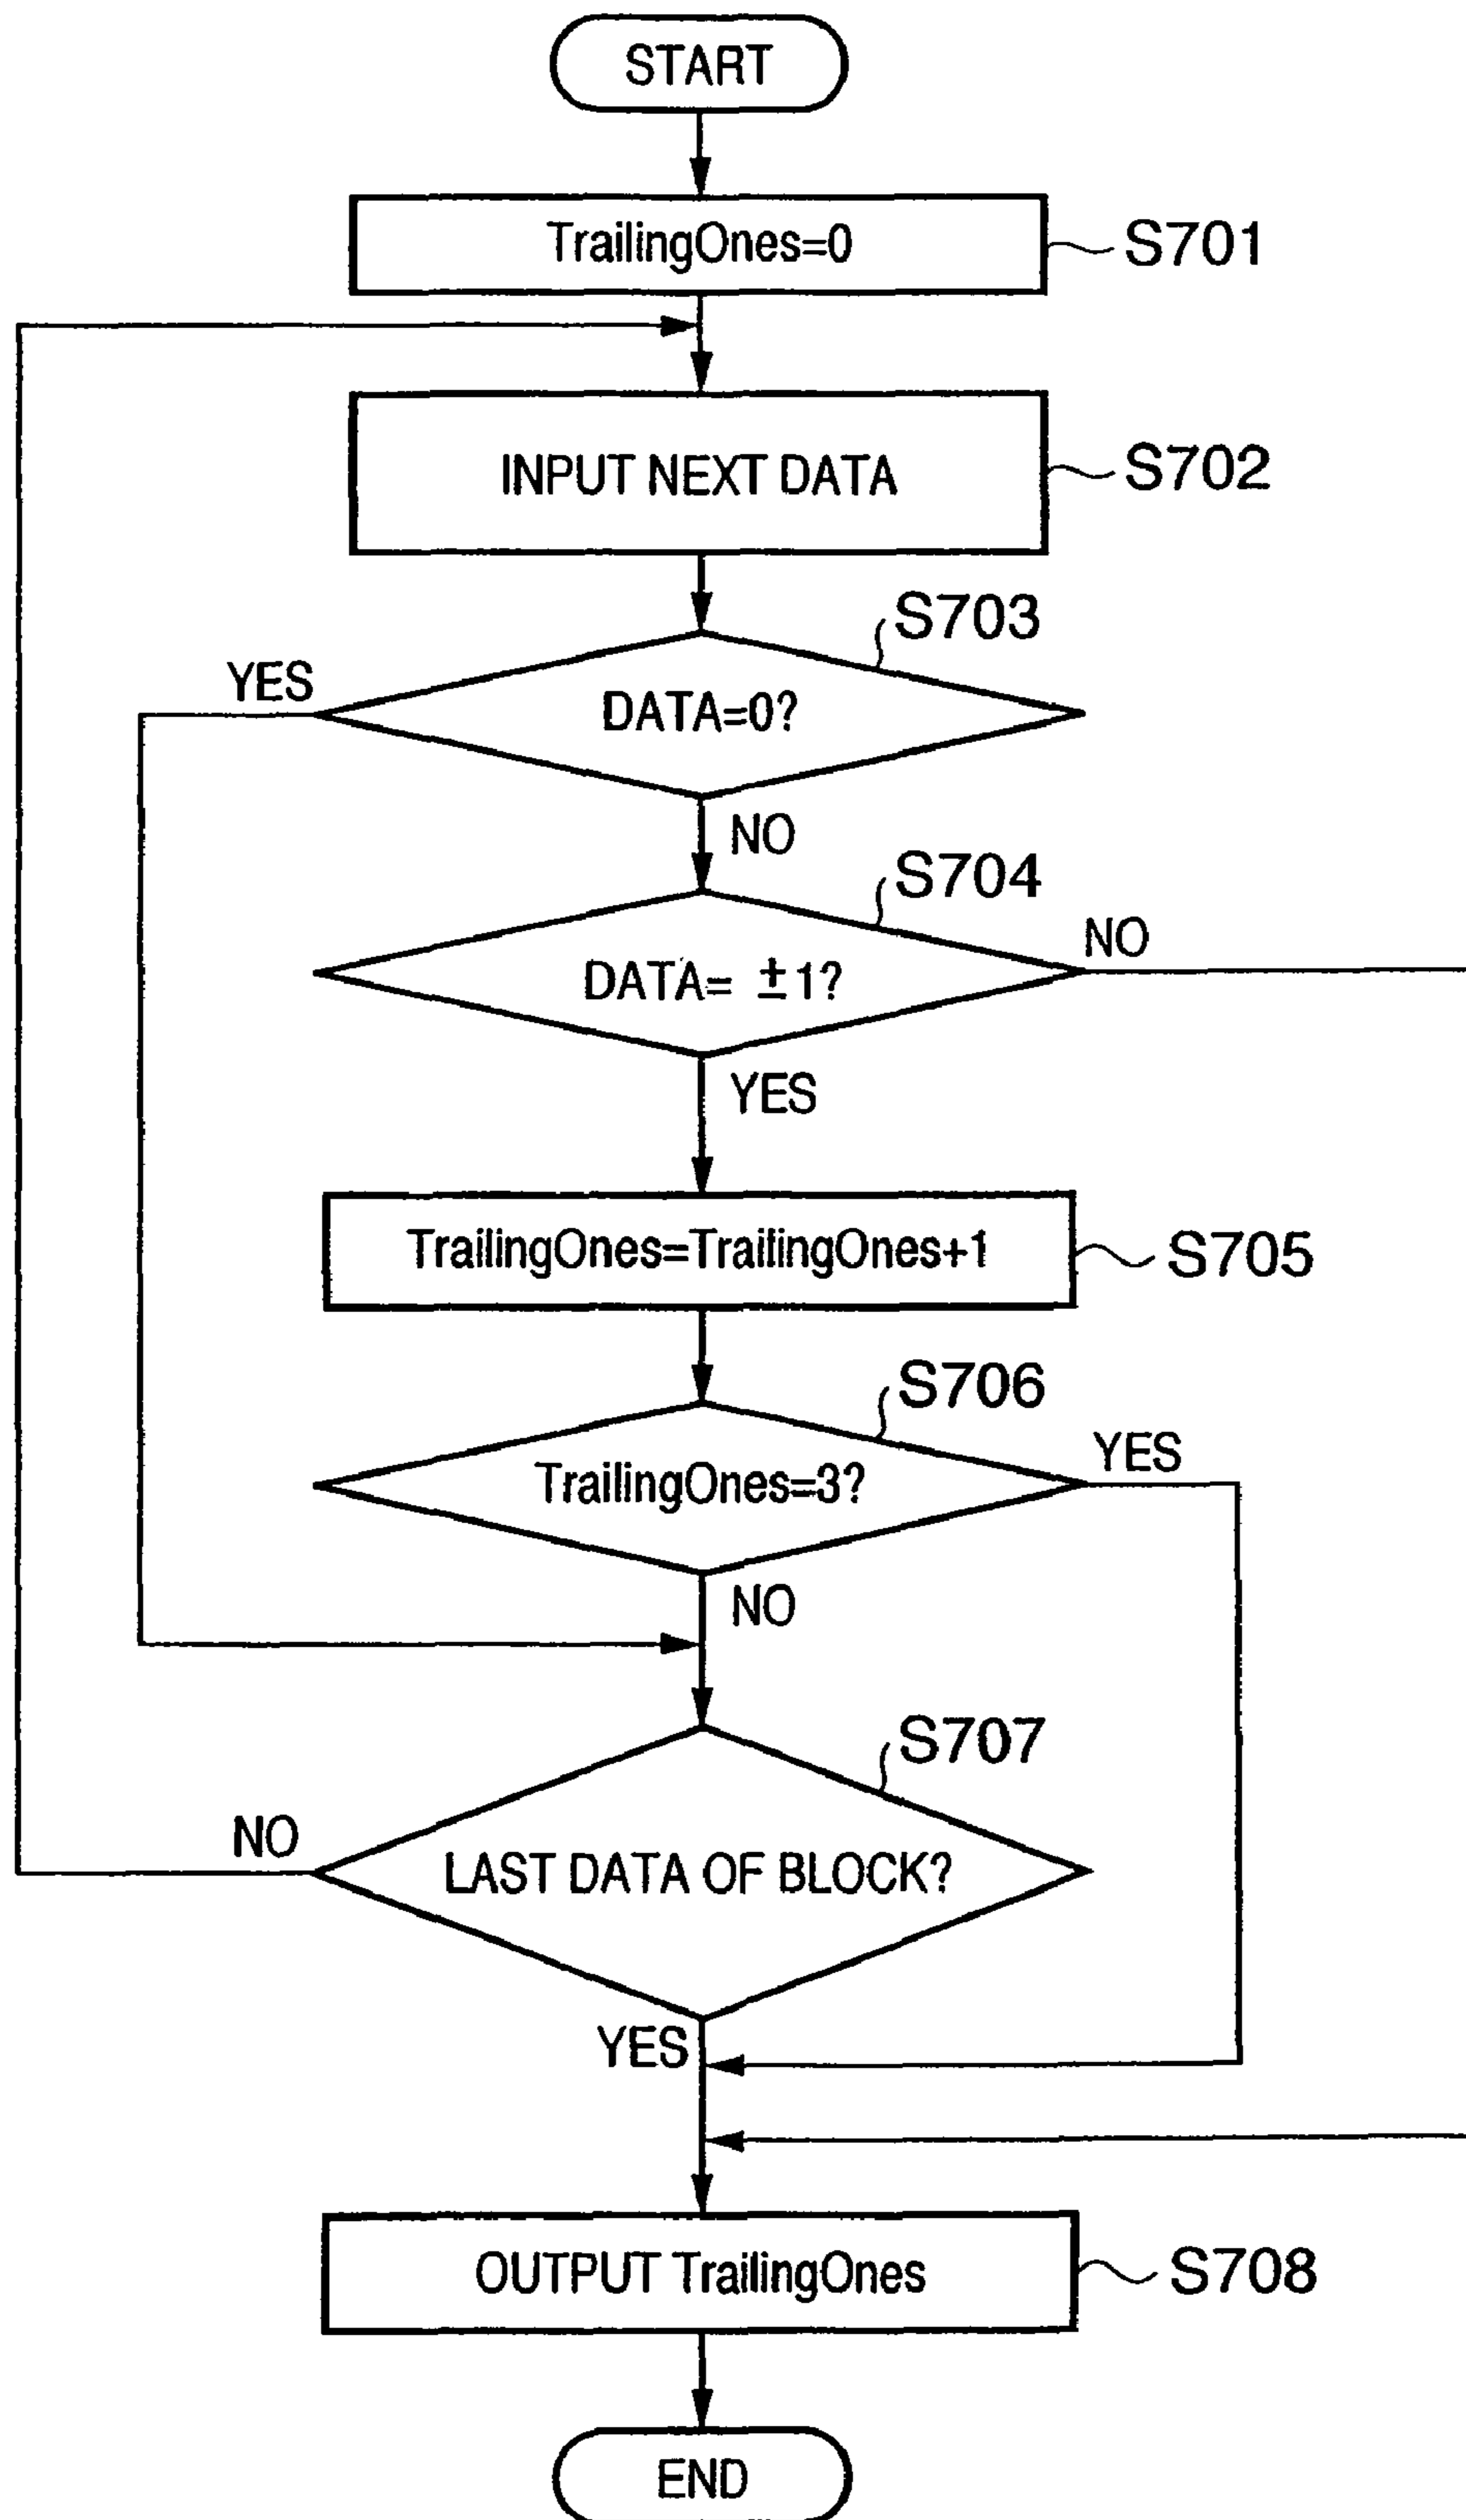 START
TrailingOnes=0
S701
INPUT NEXT DATA
S702
S703
YES
DATA=0?
NO
S704
NO
DATA= ±1?
YES
TrailingOnes=TrailingOnes+1
S705
S706
YES
TrailingOnes=3?
NO
S707
NO
LAST DATA OF BLOCK?
YES
OUTPUT TrailingOnes
S708
END